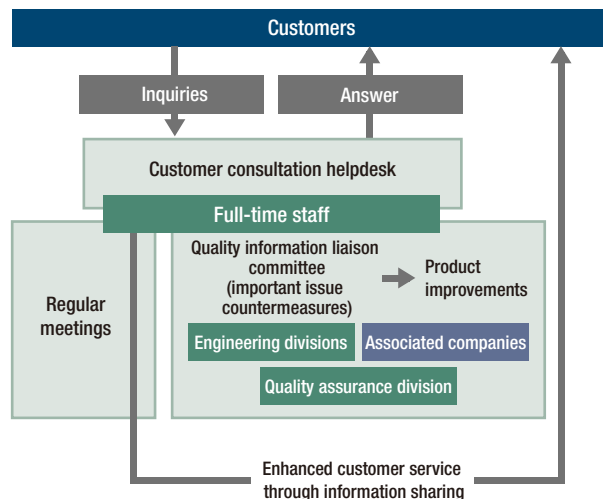 Customers
Inquiries
Answer
Customer consultation helpdesk
Full-time staff
Regular
meetings
Quality information liaison
committee
(important issue
countermeasures)
Product
improvements
Engineering divisions
Associated companies
Quality assurance division
Enhanced customer service
through information sharing